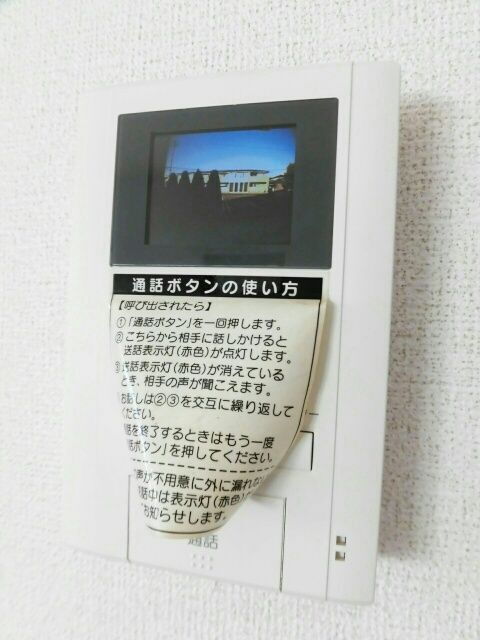 通話ボタンの使い方
【呼び出されたら】
①「通話ボタン」を一回押します。
②こちらから相手に話しかけると
送話表示灯(赤色)が点灯します。
送話表示灯(赤色)が消えている
とき、相手の声が聞こえます。
お話しは②③を交互に繰り返して
ください。
話を終了するときはもう一度
話ボタン」を押してください。
声が不用意に外に漏れな
話中は表示灯(赤色)
お知らせします。
通話